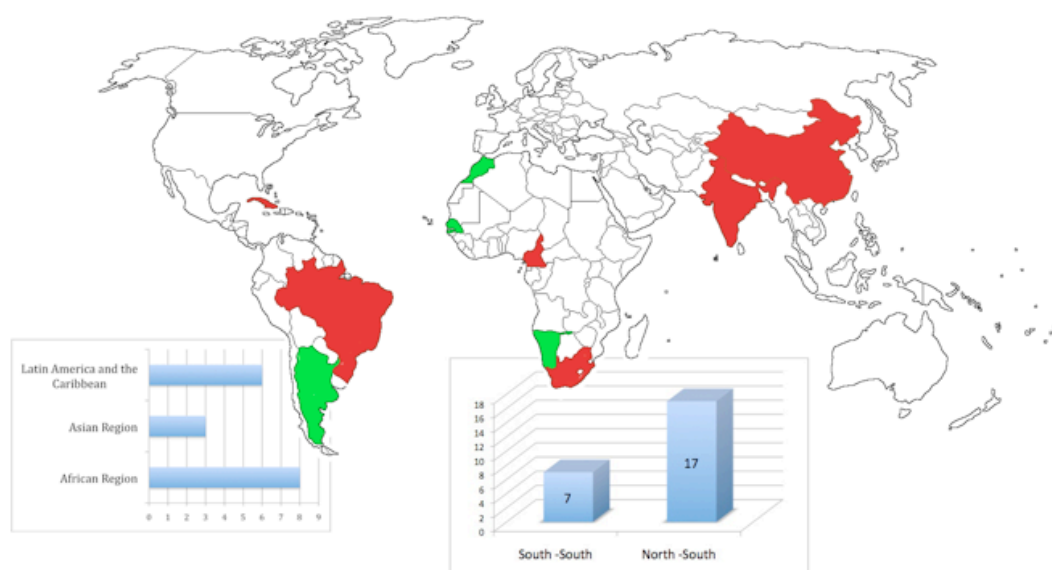 Latin America and the
Caribbean
Asian Region
African Region
0 1 2 3 4 5 6 7 8 9
18
16
14
12
10
8
6
4
2
0
7
17
South -South
North -South